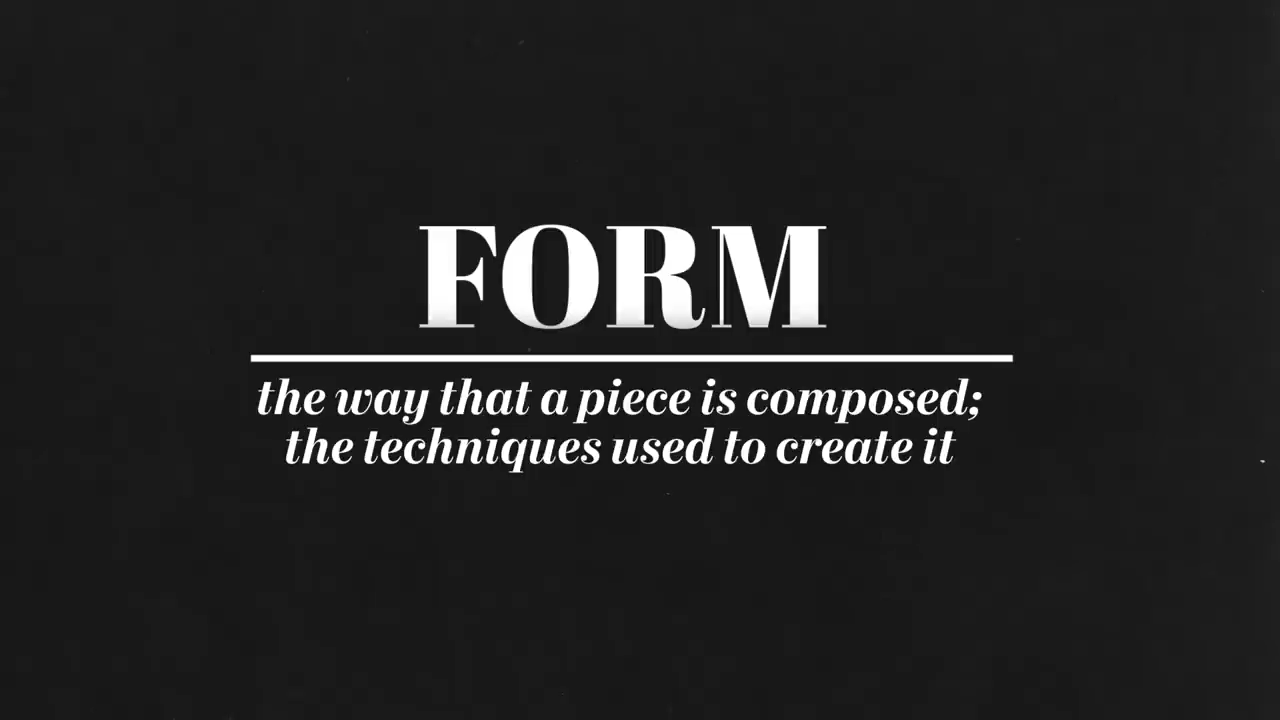 FORM
the way that a piece is composed;
the techniques used to create it